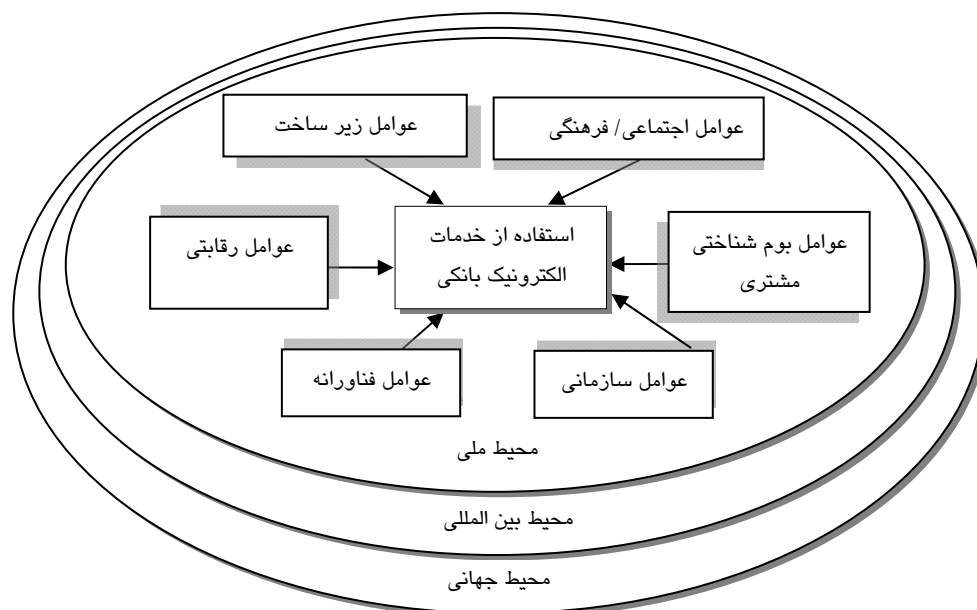 عوامل اجتماعی/ فرهنگی
عوامل زیر ساخت
عوامل بوم شناختی
مشتری
استفاده از خدمات
الکترونیک بانکی
عوامل رقابتی
عوامل سازمانی
عوامل فناورانه
محیط ملی
محیط بین المللی
محیط جهانی